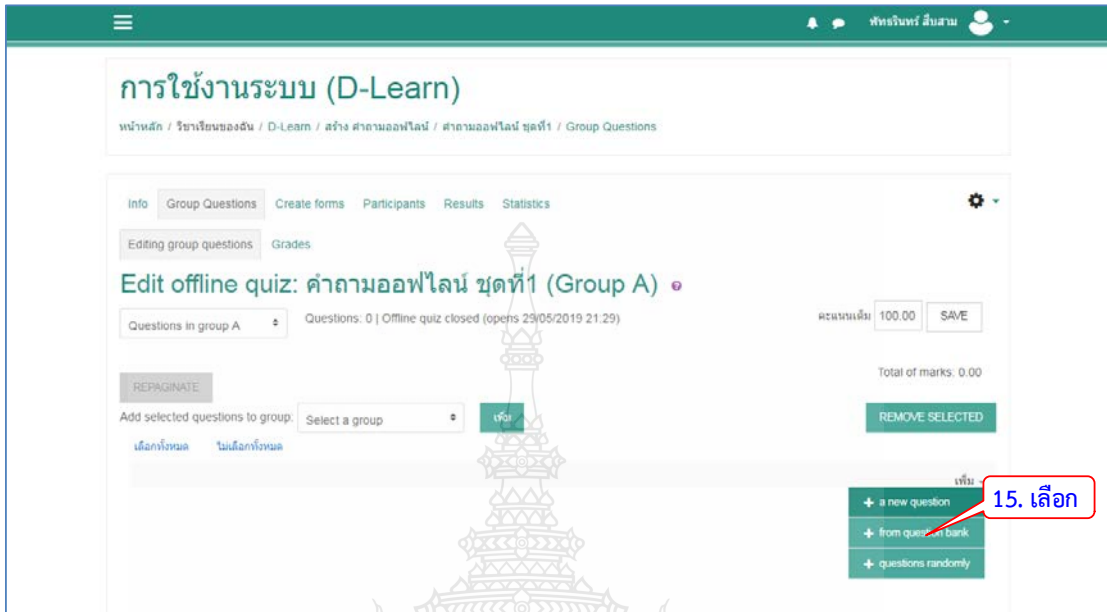 พัทธรินทร์ สืบสาม
การใช้งานระบบ (D-Learn)
หน้าหลัก / วิชาเรียนของฉัน / D-Learn / สร้าง คำถามออฟไลน์ / คำถามออฟไลน์ ชุดที่1 / Group Questions
Info Group Questions Create forms Participants Results Statistics
Editing group questions Grades
Edit offline quiz: คำถามออฟไลน์ ชุดที่1 (Group A)
Questions in group A Questions: 0 | Offline quiz closed (opens 29/05/2019 21:29) คะแนนเต็ม 100.00 SAVE
Total of marks: 0.00
REPAGINATE
Add selected questions to group: Select a group เพิ่ม REMOVE SELECTED
เลือกทั้งหมด ไม่เลือกทั้งหมด
เพิ่ม
+ a new question
15. เลือก
+ from question bank
+ questions randomly